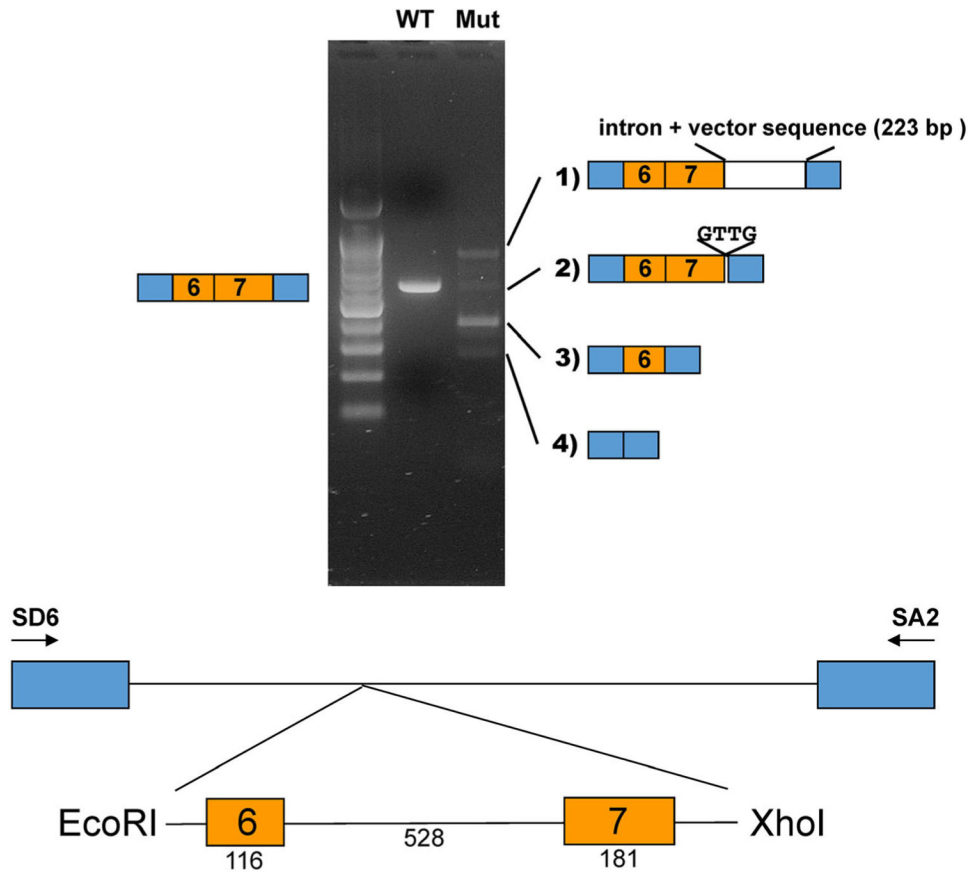 WT Mut
intron + vector sequence (223 bp )
1) 6 7
GTTG
6 7
2) 6 7
3) 6
4)
SD6 SA2
EcoRI 6 7 XhoI
528
116 181